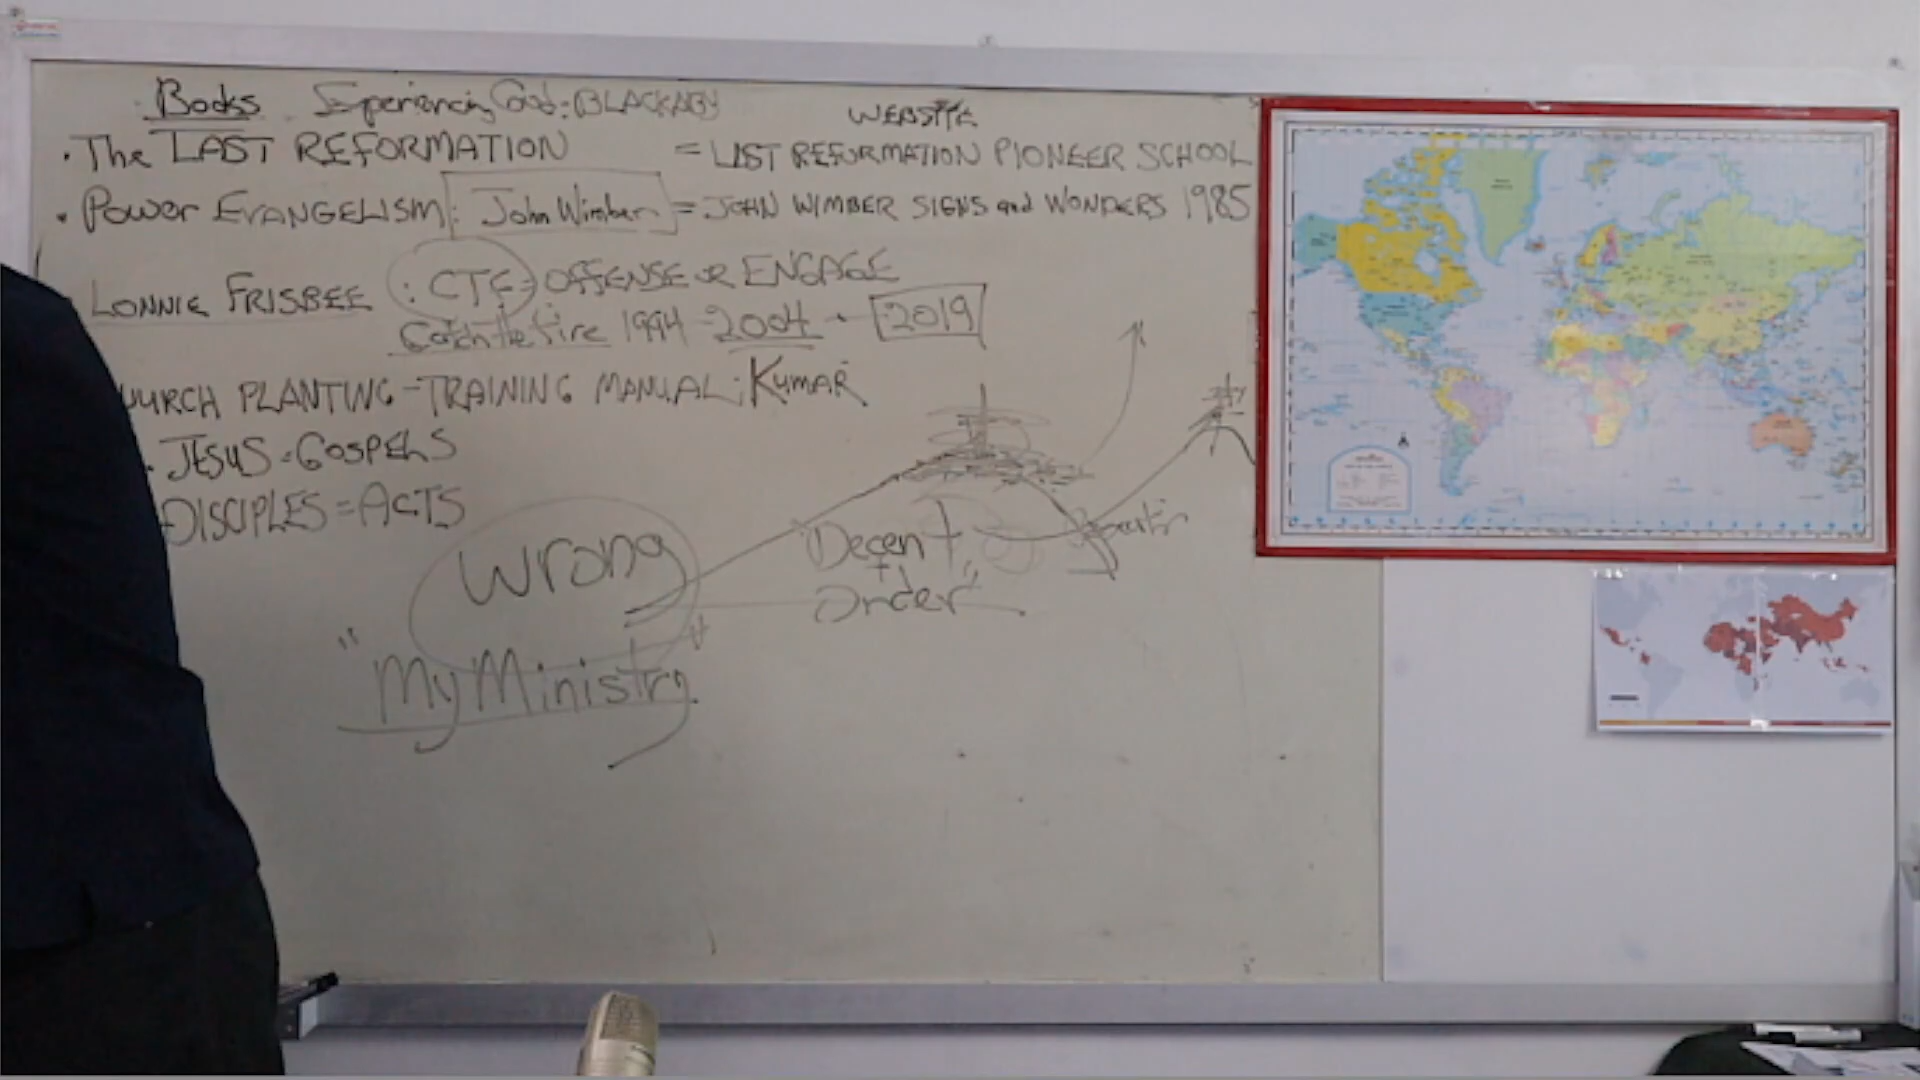 Books Experiencing God: BLACKABY
WEBSITE
· The LAST REFORMATION = LAST REFORMATION PIONEER SCHOOL
· POWER EVANGELISM: John Wimber = JOHN WIMBER SIGNS and WONDERS 1985
LONNIE FRISBEE : CTF = OFFENSE OR ENGAGE
Catch the Fire 1994 - 2004 - 2019
URCH PLANTING - TRAINING MANUAL: KUMAR
· JESUS = GOSPELS
DISCIPLES = ACTS
Wrong
"My Ministry"
Decent
+
Order"